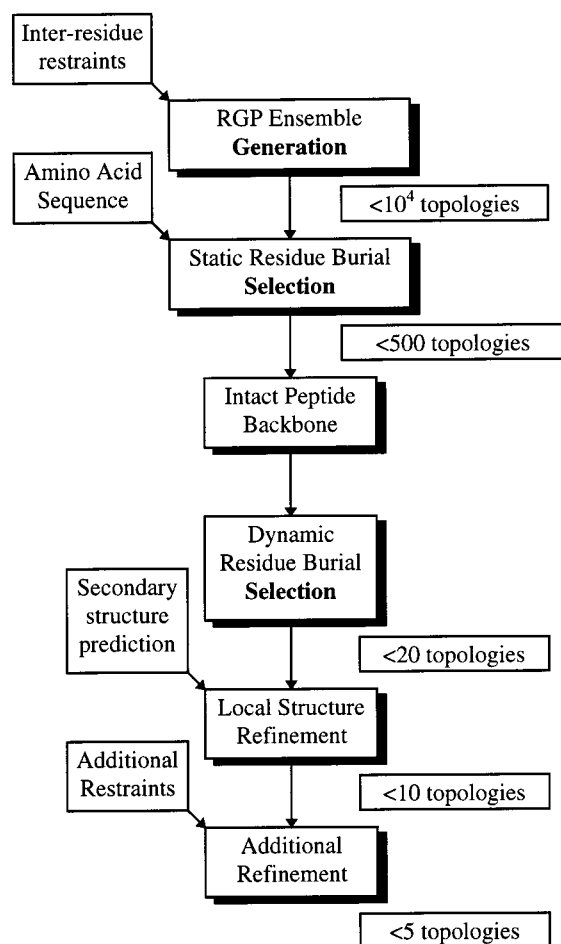 Inter-residue
restraints
RGP Ensemble
Generation
Amino Acid
Sequence
<10⁴ topologies
Static Residue Burial
Selection
<500 topologies
Intact Peptide
Backbone
Dynamic
Residue Burial
Selection
Secondary
structure
prediction
<20 topologies
Local Structure
Refinement
Additional
Restraints
<10 topologies
Additional
Refinement
<5 topologies